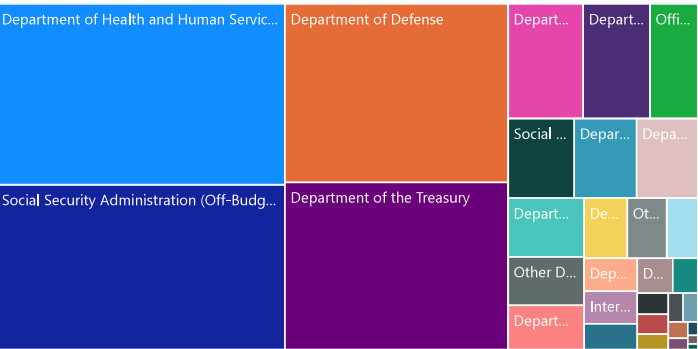 Department of Health and Human Servic...
Department of Defense
Depart...
Depart...
Offi...
Social ...
Depar...
Depa...
Social Security Administration (Off-Budg...
Department of the Treasury
Depart...
De...
Ot...
Other D...
Dep...
D...
Inter...
Depart...